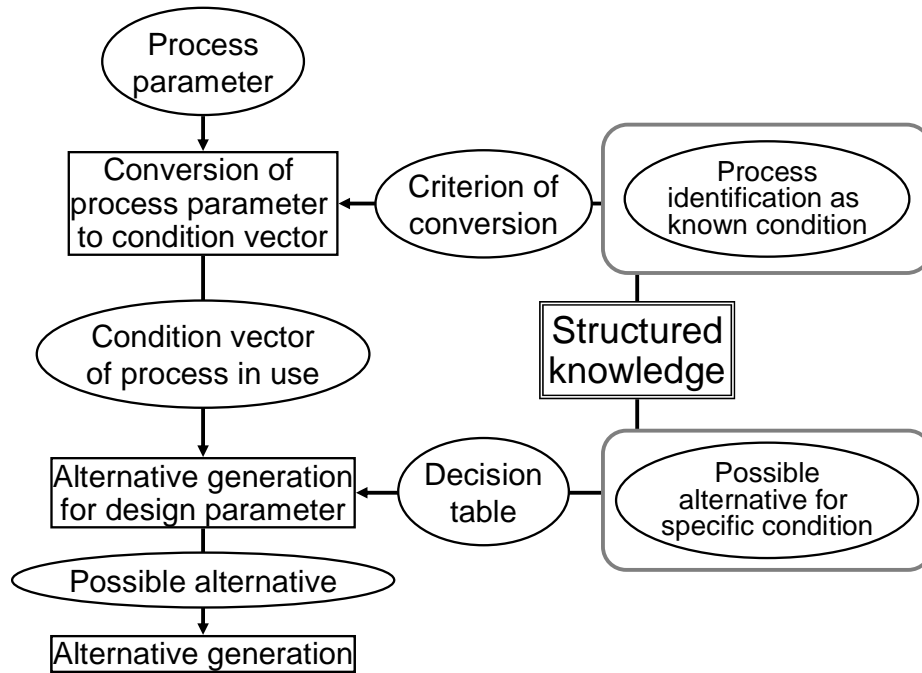 Process
parameter
Conversion of
process parameter
to condition vector
Criterion of
conversion
Process
identification as
known condition
Condition vector
of process in use
Structured
knowledge
Alternative generation
for design parameter
Decision
table
Possible
alternative for
specific condition
Possible alternative
Alternative generation